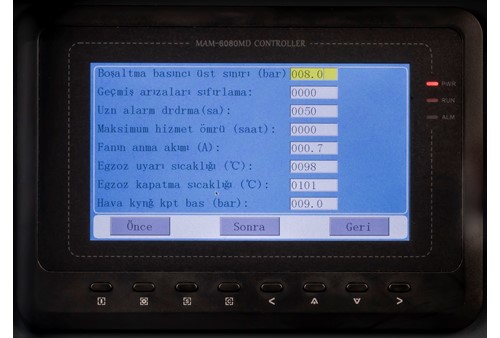 MAM-6080MD CONTROLLER
Boşaltma basıncı üst sınırı (bar) 008.0
Geçmiş arızaları sıfırlama: 0000
Uzn alarm drdrma(sa): 0050
Maksimum hizmet ömrü (saat): 0000
Fanın anma akımı (A): 000.7
Egzoz uyarı sıcaklığı (℃): 0098
Egzoz kapatma sıcaklığı (℃): 0101
Hava kynğ kpt bas (bar): 009.0
Önce Sonra Geri
PWR
RUN
ALM